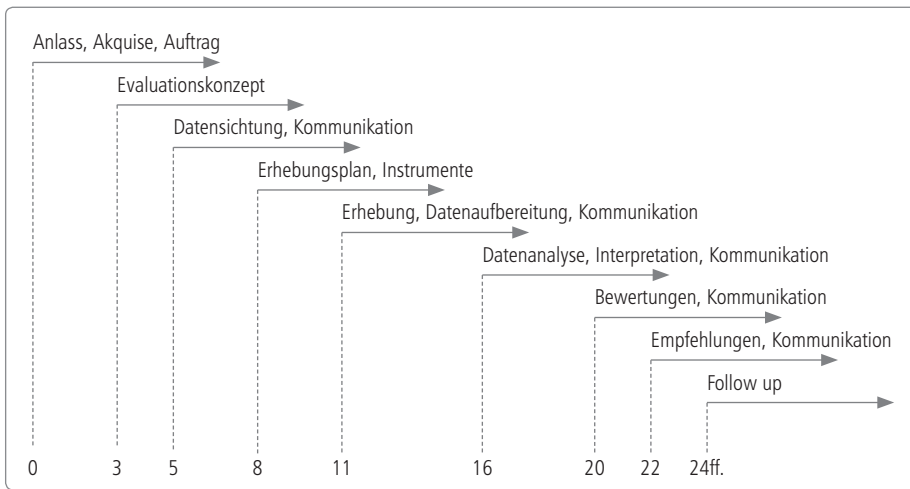 Anlass, Akquise, Auftrag
Evaluationskonzept
Datensichtung, Kommunikation
Erhebungsplan, Instrumente
Erhebung, Datenaufbereitung, Kommunikation
Datenanalyse, Interpretation, Kommunikation
Bewertungen, Kommunikation
Empfehlungen, Kommunikation
Follow up
0 3 5 8 11 16 20 22 24ff.